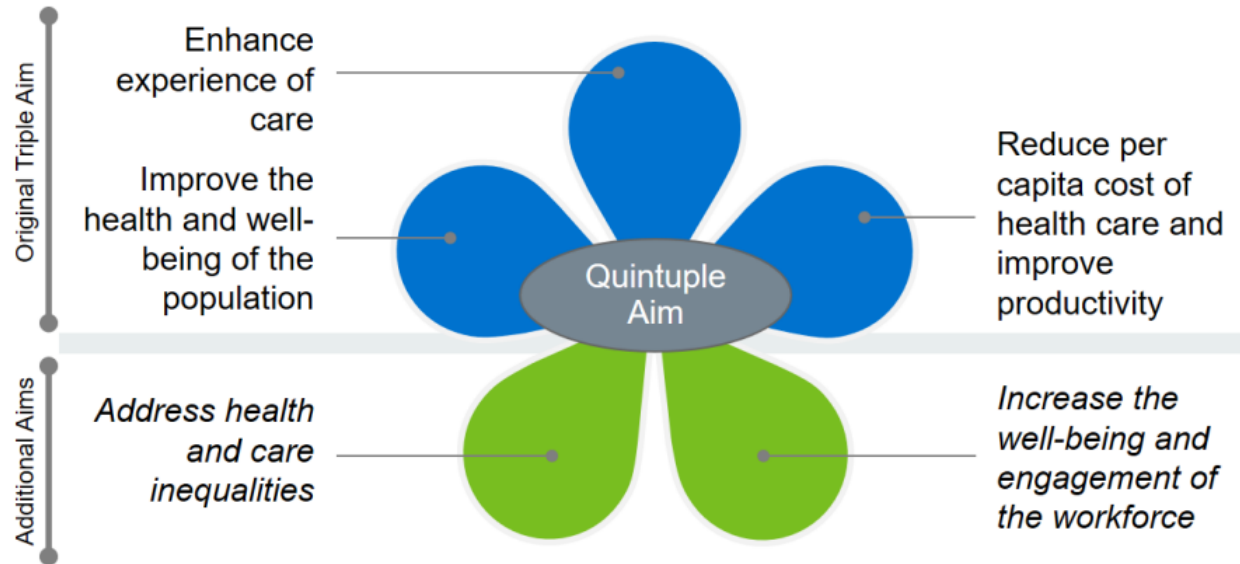 Original Triple Aim
Enhance
experience of
care
Improve the
health and well-
being of the
population
Reduce per
capita cost of
health care and
improve
productivity
Quintuple
Aim
Additional Aims
Address health
and care
inequalities
Increase the
well-being and
engagement of
the workforce